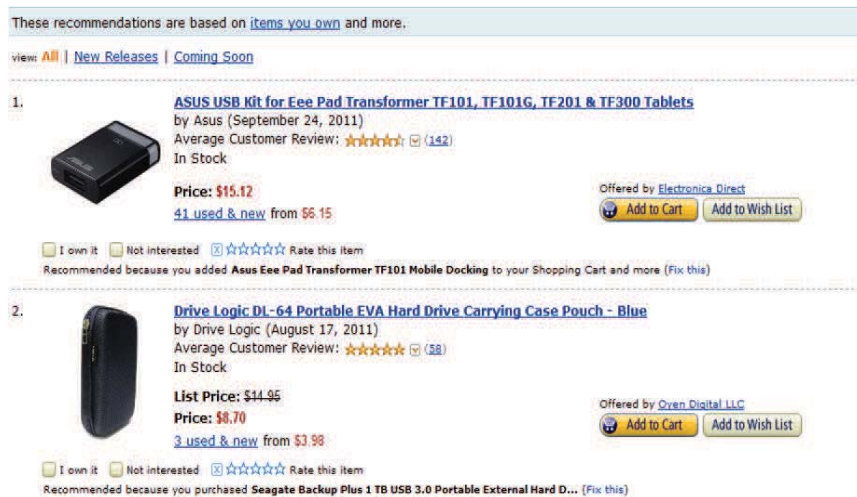 These recommendations are based on items you own and more.
view: All | New Releases | Coming Soon
1.
ASUS USB Kit for Eee Pad Transformer TF101, TF101G, TF201 & TF300 Tablets
by Asus (September 24, 2011)
Average Customer Review: (142)
In Stock
Price: $15.12
41 used & new from $6.15
Offered by Electronica Direct
Add to Cart Add to Wish List
I own it Not interested X Rate this item
Recommended because you added Asus Eee Pad Transformer TF101 Mobile Docking to your Shopping Cart and more (Fix this)
2.
Drive Logic DL-64 Portable EVA Hard Drive Carrying Case Pouch - Blue
by Drive Logic (August 17, 2011)
Average Customer Review: (58)
In Stock
List Price: $14.95
Price: $8.70
3 used & new from $3.98
Offered by Oyen Digital LLC
Add to Cart Add to Wish List
I own it Not interested X Rate this item
Recommended because you purchased Seagate Backup Plus 1 TB USB 3.0 Portable External Hard D... (Fix this)